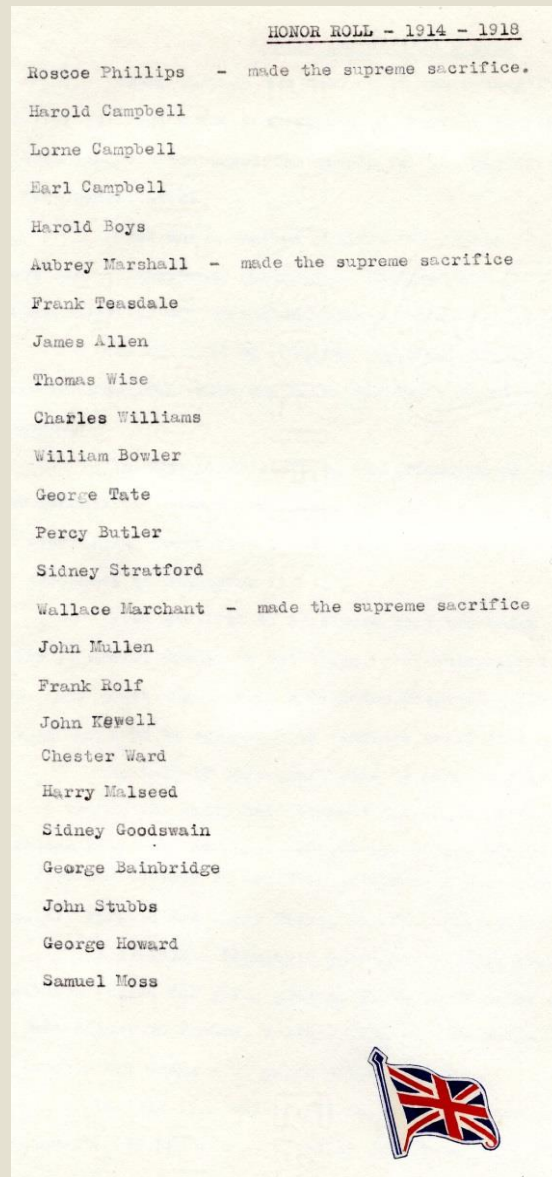 HONOR ROLL - 1914 - 1918
Roscoe Phillips - made the supreme sacrifice.
Harold Campbell
Lorne Campbell
Earl Campbell
Harold Boys
Aubrey Marshall - made the supreme sacrifice
Frank Teasdale
James Allen
Thomas Wise
Charles Williams
William Bowler
George Tate
Percy Butler
Sidney Stratford
Wallace Marchant - made the supreme sacrifice
John Mullen
Frank Rolf
John Kewell
Chester Ward
Harry Malseed
Sidney Goodswain
George Bainbridge
John Stubbs
George Howard
Samuel Moss